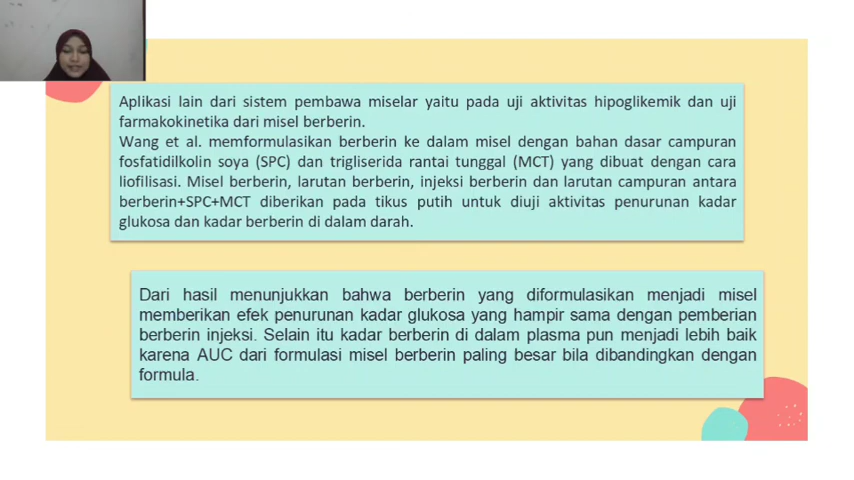 Aplikasi lain dari sistem pembawa miselar yaitu pada uji aktivitas hipoglikemik dan uji
farmakokinetika dari misel berberin.
Wang et al. memformulasikan berberin ke dalam misel dengan bahan dasar campuran
fosfatidilkolin soya (SPC) dan trigliserida rantai tunggal (MCT) yang dibuat dengan cara
liofilisasi. Misel berberin, larutan berberin, injeksi berberin dan larutan campuran antara
berberin+SPC+MCT diberikan pada tikus putih untuk diuji aktivitas penurunan kadar
glukosa dan kadar berberin di dalam darah.
Dari hasil menunjukkan bahwa berberin yang diformulasikan menjadi misel
memberikan efek penurunan kadar glukosa yang hampir sama dengan pemberian
berberin injeksi. Selain itu kadar berberin di dalam plasma pun menjadi lebih baik
karena AUC dari formulasi misel berberin paling besar bila dibandingkan dengan
formula.